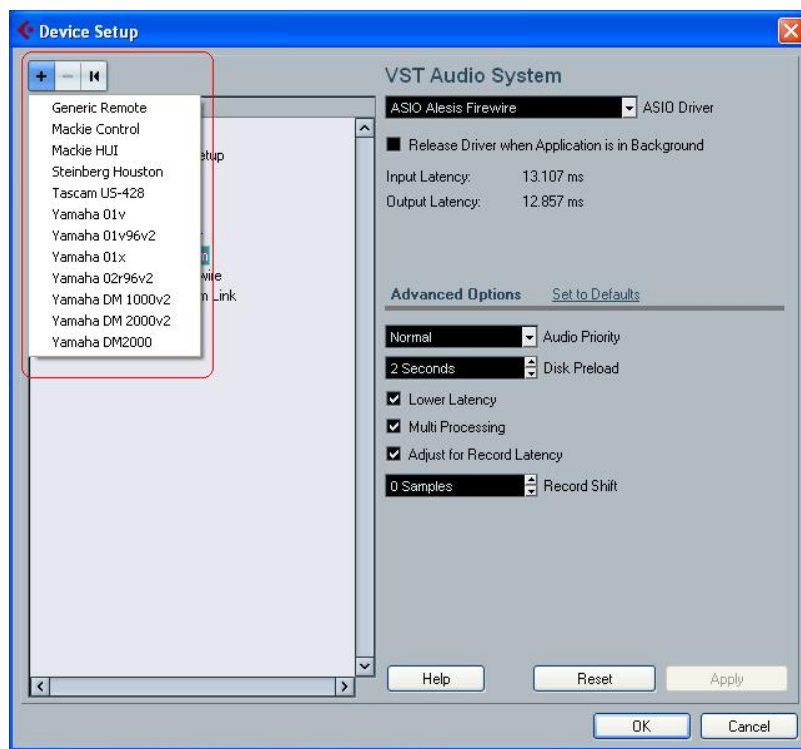 Device Setup
+ −
Generic Remote
Mackie Control
Mackie HUI
Steinberg Houston
Tascam US-428
Yamaha 01v
Yamaha 01v96v2
Yamaha 01x
Yamaha 02r96v2
Yamaha DM 1000v2
Yamaha DM 2000v2
Yamaha DM2000
Link
VST Audio System
ASIO Alesis Firewire ASIO Driver
Release Driver when Application is in Background
Input Latency: 13.107 ms
Output Latency: 12.857 ms
Advanced Options Set to Defaults
Normal Audio Priority
2 Seconds Disk Preload
Lower Latency
Multi Processing
Adjust for Record Latency
0 Samples Record Shift
Help Reset Apply
OK Cancel